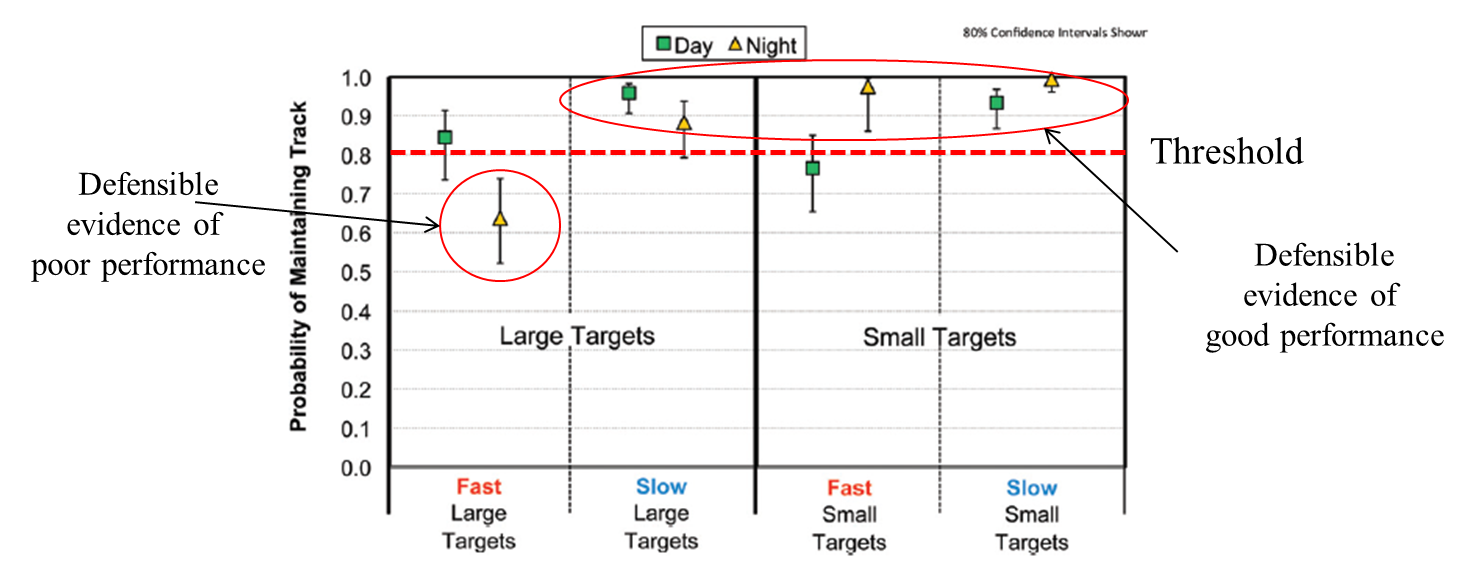 80% Confidence Intervals Showr
Day Night
1.0
0.9
0.8
0.7
0.6
0.5
0.4
0.3
0.2
0.1
0.0
Probability of Maintaining Track
Threshold
Defensible
evidence of
poor performance
Defensible
evidence of
good performance
Large Targets
Small Targets
Fast
Large
Targets
Slow
Large
Targets
Fast
Small
Targets
Slow
Small
Targets